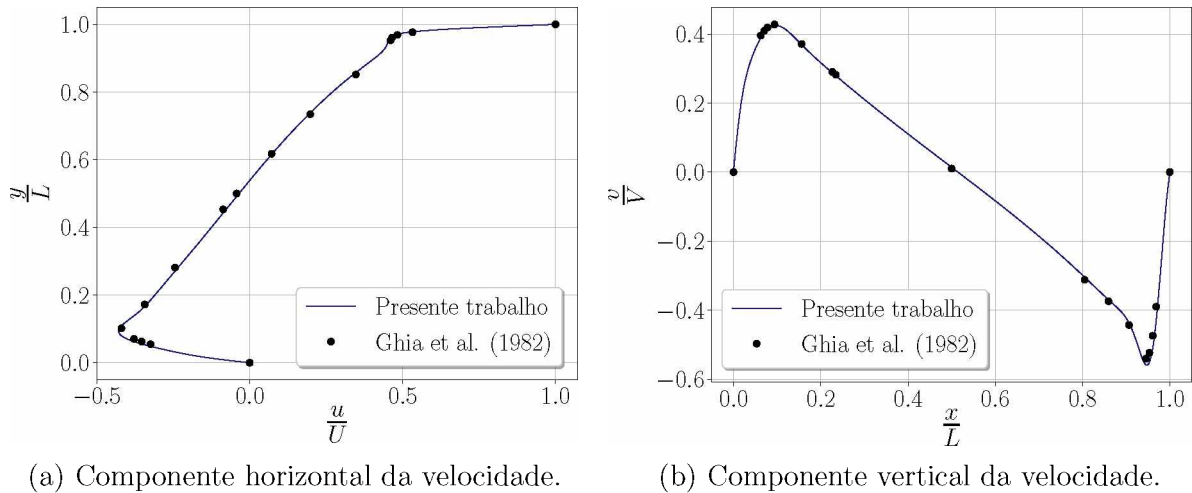 1.0
0.8
0.6
0.4
0.2
0.0
y/L
−0.5 0.0 0.5 1.0
u/U
Presente trabalho
Ghia et al. (1982)
(a) Componente horizontal da velocidade.
0.4
0.2
0.0
−0.2
−0.4
−0.6
v/V
0.0 0.2 0.4 0.6 0.8 1.0
x/L
Presente trabalho
Ghia et al. (1982)
(b) Componente vertical da velocidade.